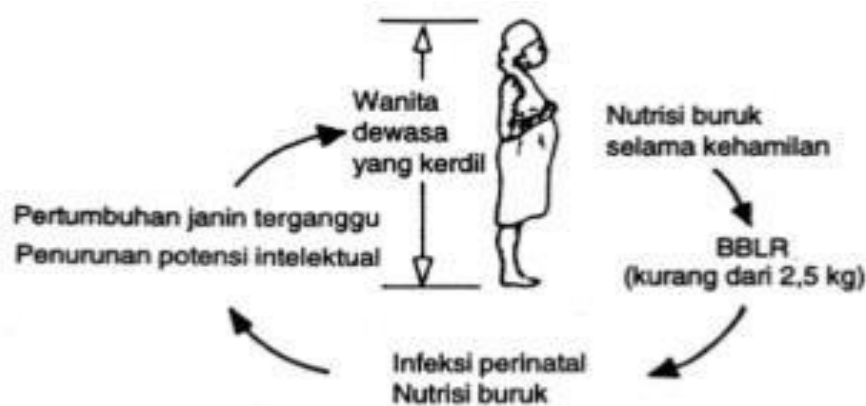 Wanita
dewasa
yang kerdil
Nutrisi buruk
selama kehamilan
BBLR
(kurang dari 2,5 kg)
Infeksi perinatal
Nutrisi buruk
Pertumbuhan janin terganggu
Penurunan potensi intelektual